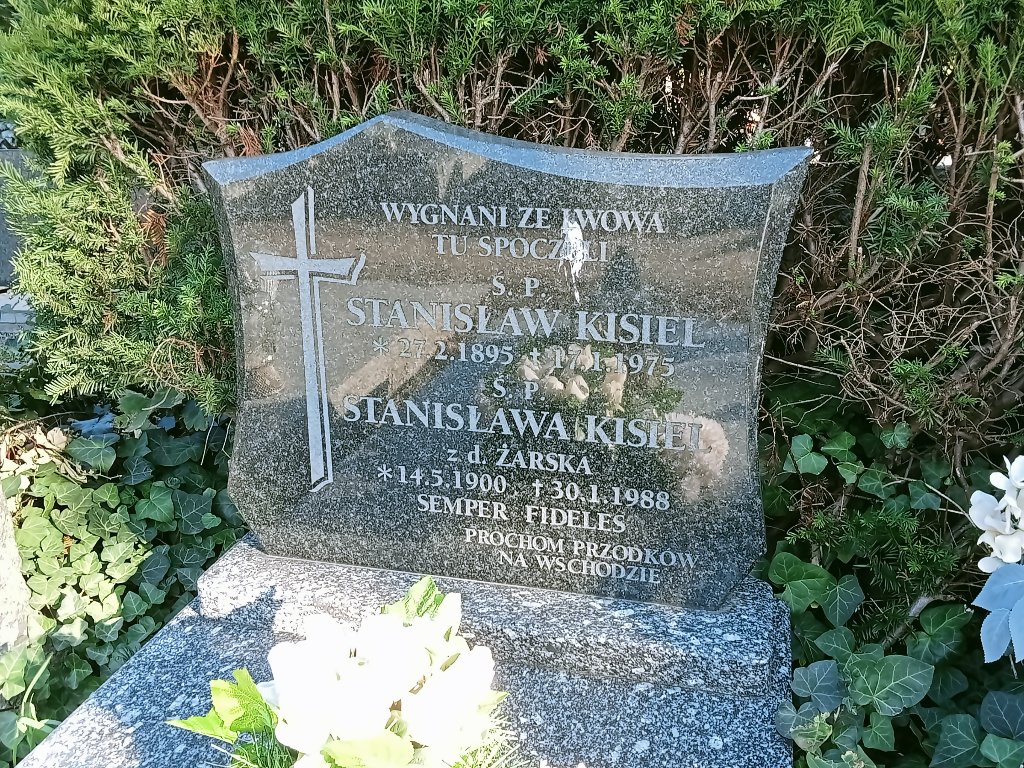 WYGNANI ZE LWOWA
TU SPOCZĘLI
Ś. P.
STANISŁAW KISIEL
* 27.2.1895 † 17.1.1975
Ś. P.
STANISŁAWA KISIEL
z d. ŻARSKA
* 14.5.1900 † 30.1.1988
SEMPER FIDELES
PROCHOM PRZODKÓW
NA WSCHODZIE